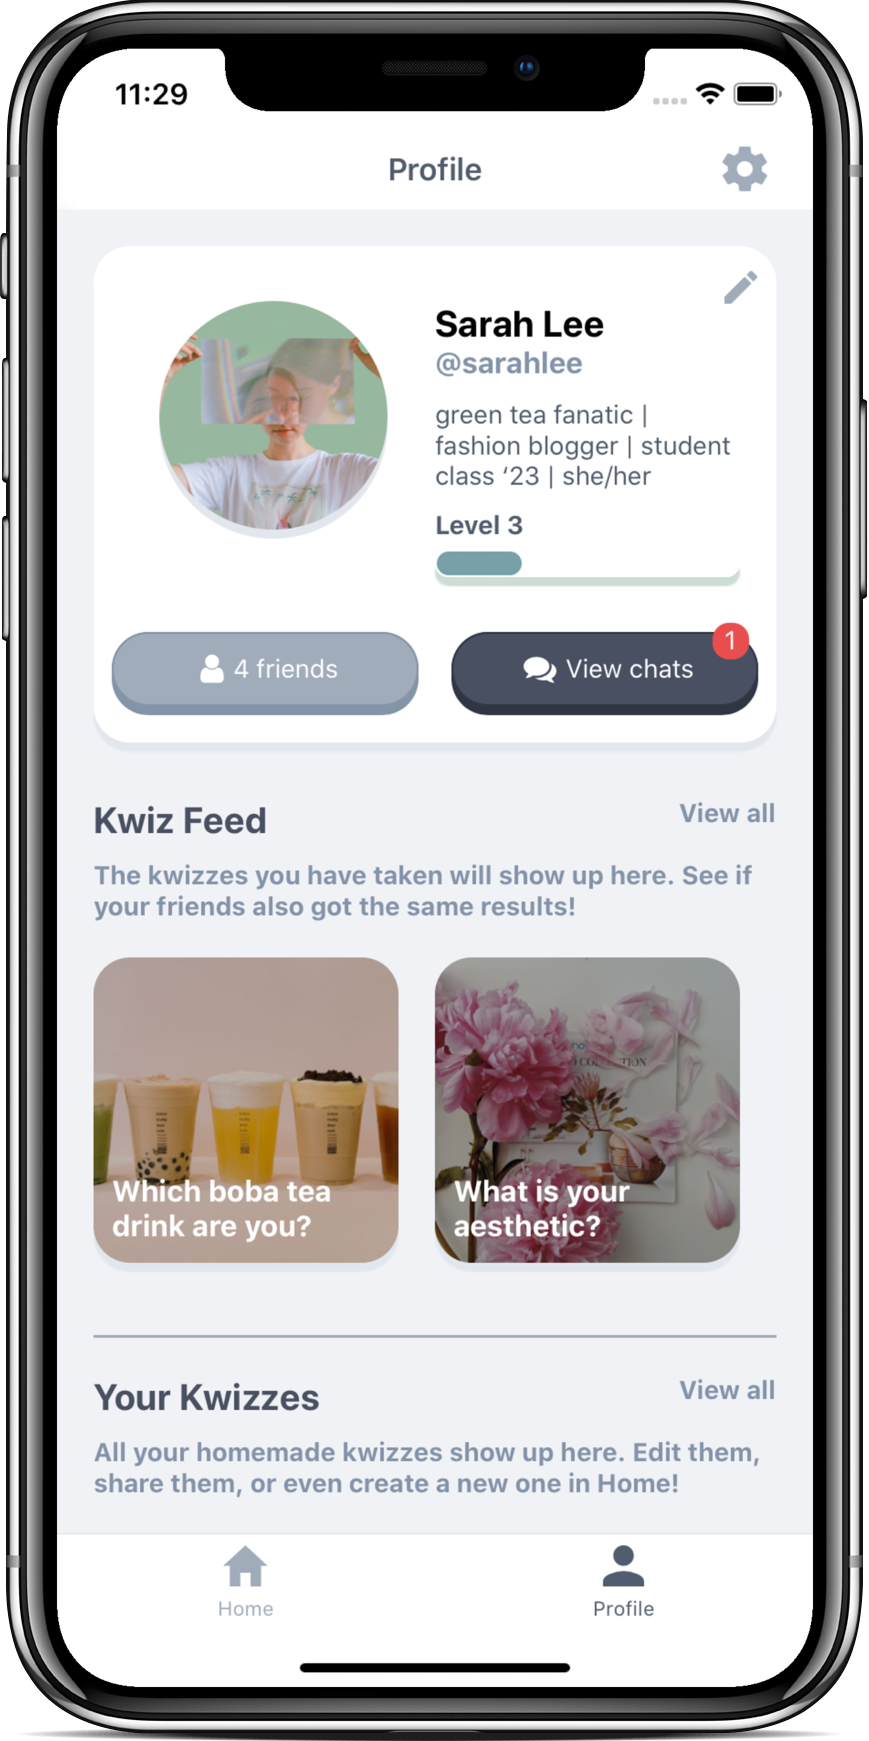 11:29
Profile
Sarah Lee
@sarahlee
green tea fanatic |
fashion blogger | student
class ‘23 | she/her
Level 3
4 friends
View chats
1
Kwiz Feed
View all
The kwizzes you have taken will show up here. See if
your friends also got the same results!
Which boba tea
drink are you?
What is your
aesthetic?
Your Kwizzes
View all
All your homemade kwizzes show up here. Edit them,
share them, or even create a new one in Home!
Home
Profile